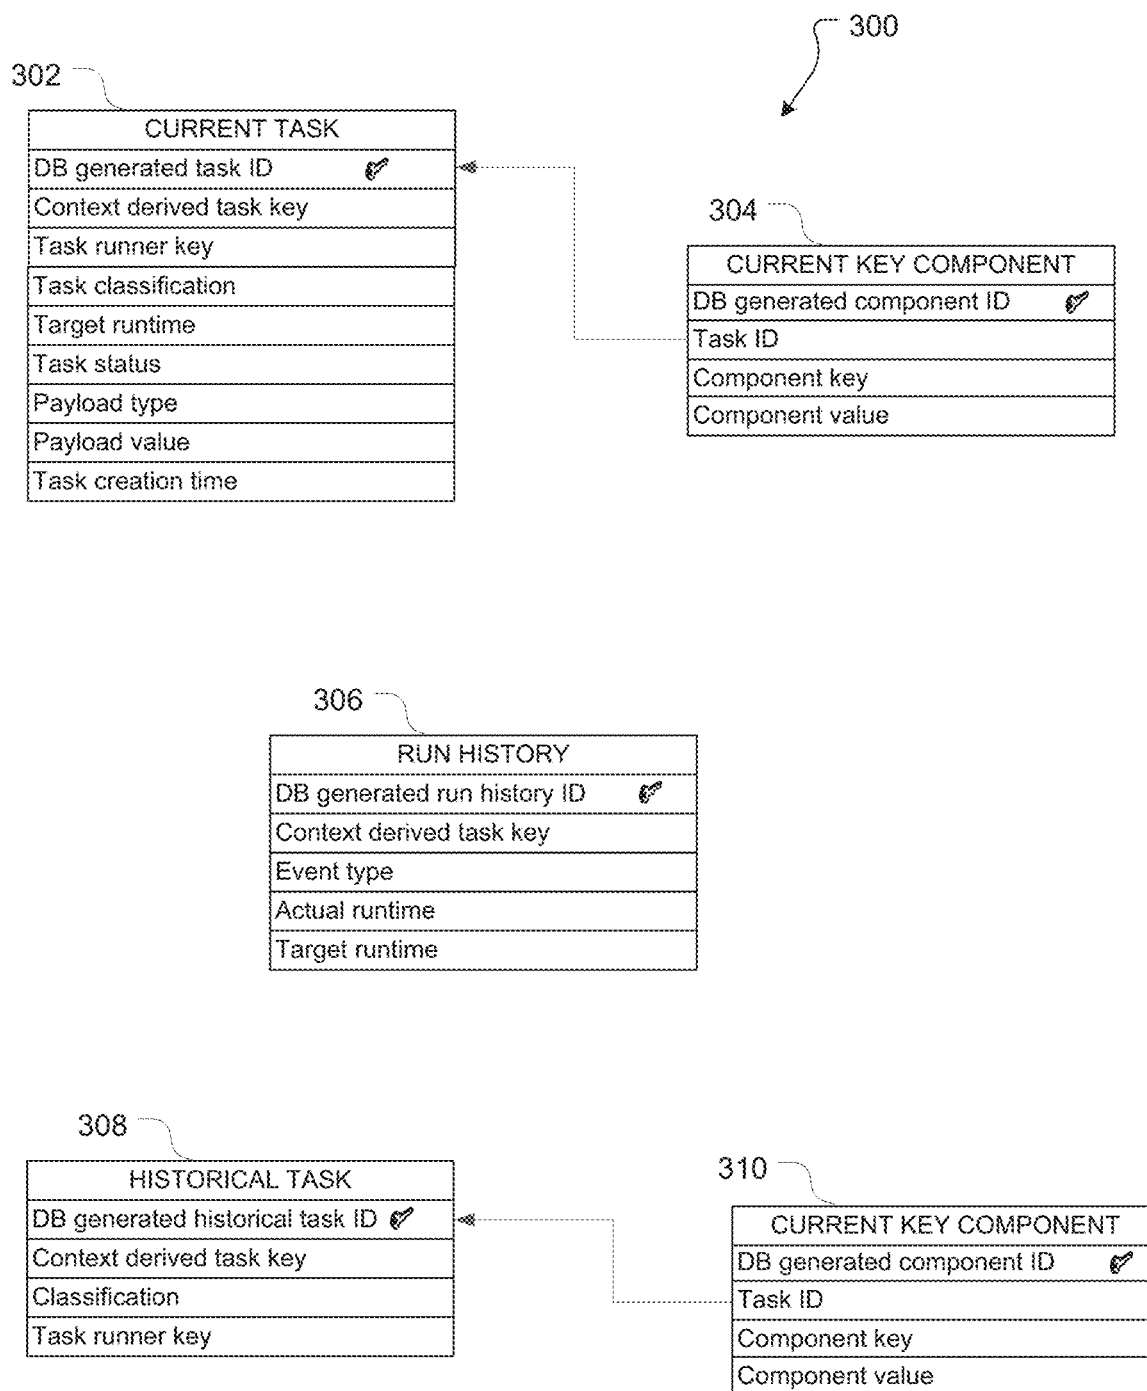 300
302
CURRENT TASK
DB generated task ID
Context derived task key
Task runner key
Task classification
Target runtime
Task status
Payload type
Payload value
Task creation time
304
CURRENT KEY COMPONENT
DB generated component ID
Task ID
Component key
Component value
306
RUN HISTORY
DB generated run history ID
Context derived task key
Event type
Actual runtime
Target runtime
308
HISTORICAL TASK
DB generated historical task ID
Context derived task key
Classification
Task runner key
310
CURRENT KEY COMPONENT
DB generated component ID
Task ID
Component key
Component value